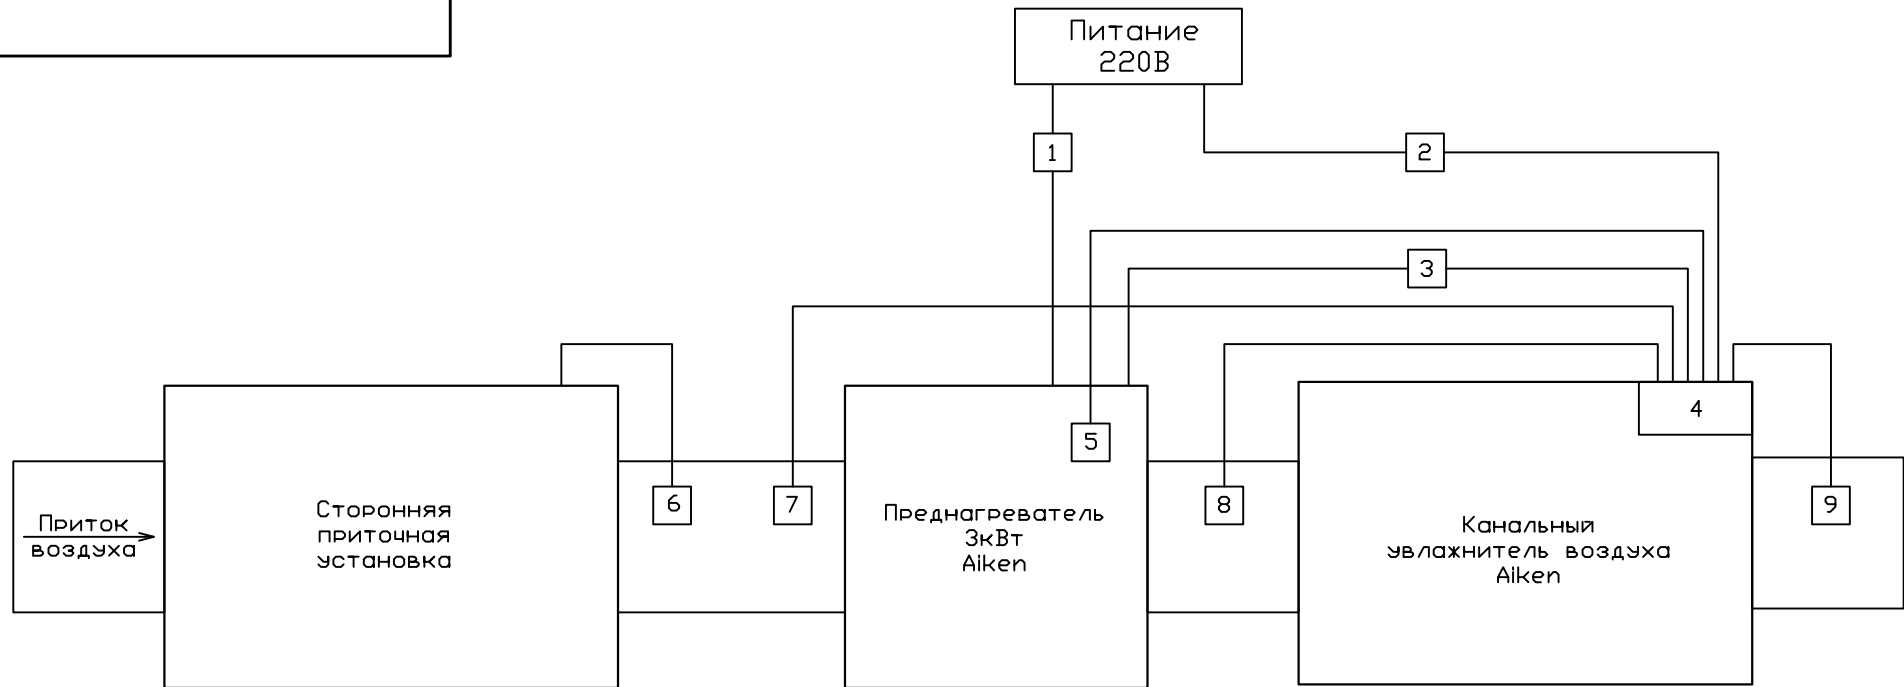 Питание
220В
1
2
3
4
5
6
7
8
9
Приток
воздуха
Сторонняя
приточная
установка
Преднагреватель
3кВт
Aiken
Канальный
увлажнитель воздуха
Aiken